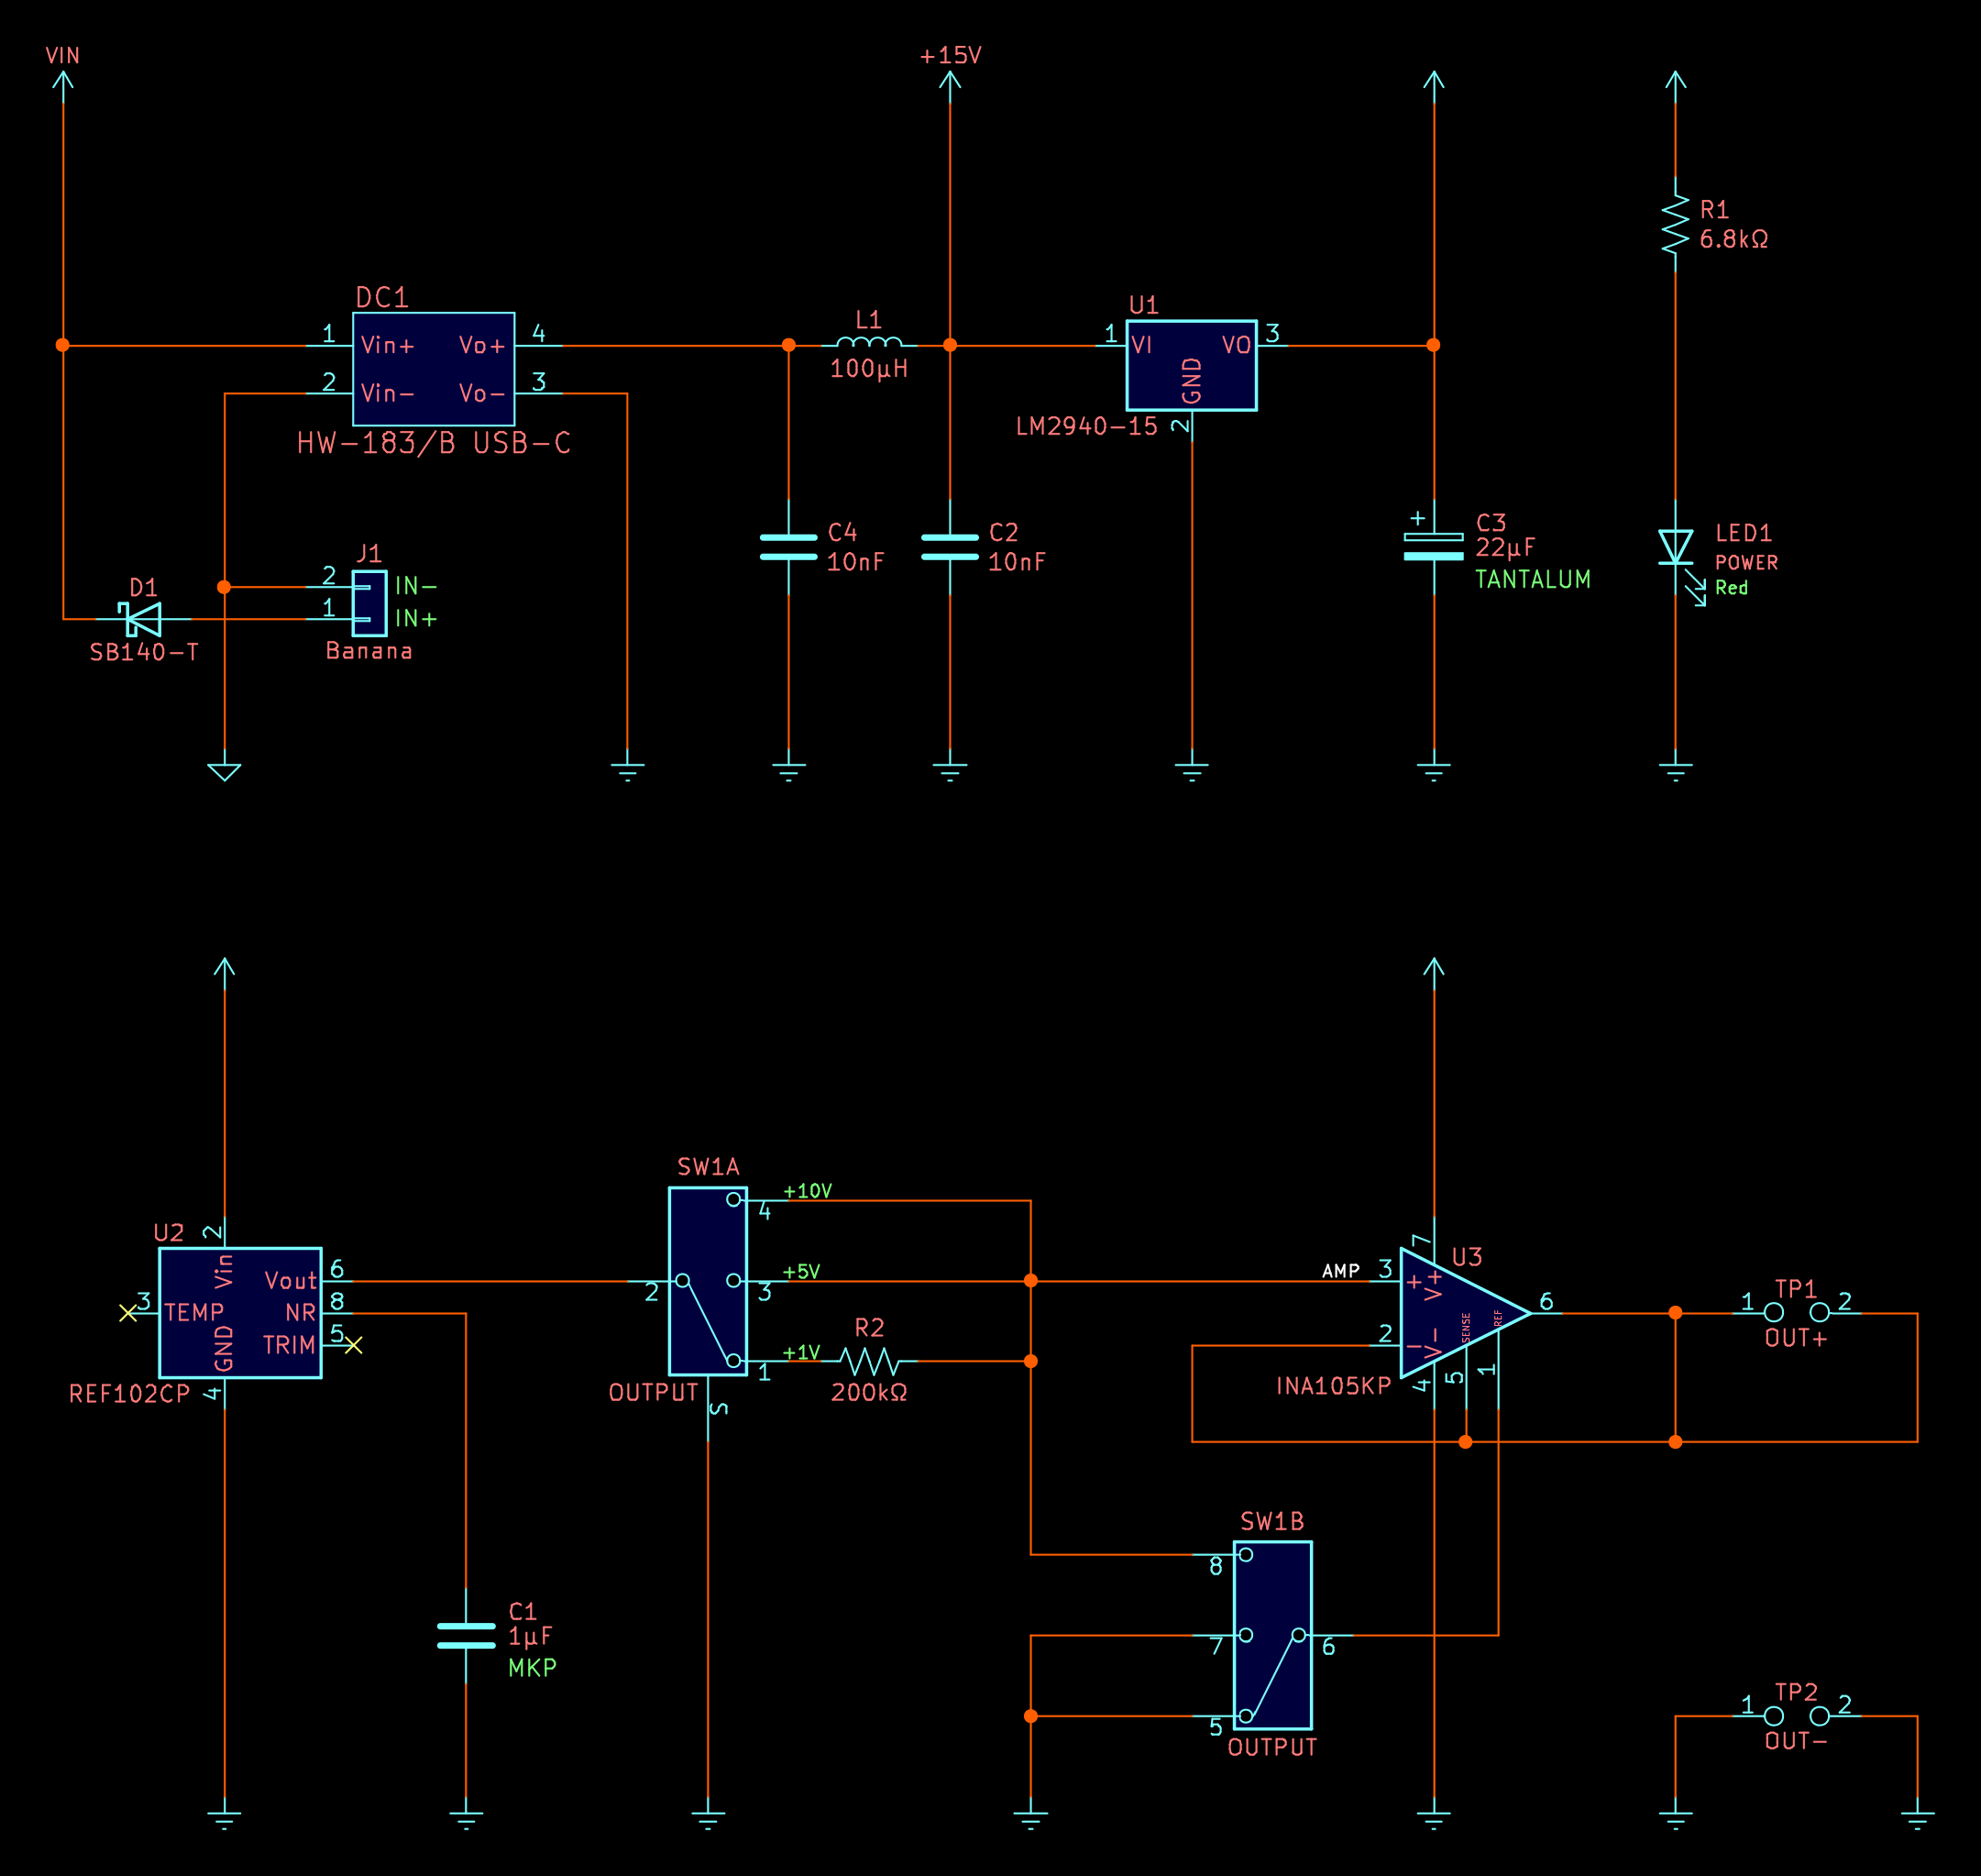 VIN
+15V
R1
6.8kΩ
DC1
1 Vin+ Vo+ 4
2 Vin- Vo- 3
HW-183/B USB-C
L1
100µH
U1
1 VI VO 3
GND
2
LM2940-15
C4
10nF
C2
10nF
+
C3
22µF
TANTALUM
LED1
POWER
Red
J1
2 IN-
1 IN+
Banana
D1
SB140-T
U2
2
Vin
Vout 6
3 TEMP
NR 8
TRIM 5
GND
4
REF102CP
SW1A
+10V
4
2
+5V
3
+1V
1
OUTPUT
S
R2
200kΩ
AMP
U3
7
3 + V+
2 - V-
SENSE
REF
6
4
5
1
INA105KP
TP1
1 2
OUT+
C1
1µF
MKP
SW1B
8
7
6
5
OUTPUT
TP2
1 2
OUT-